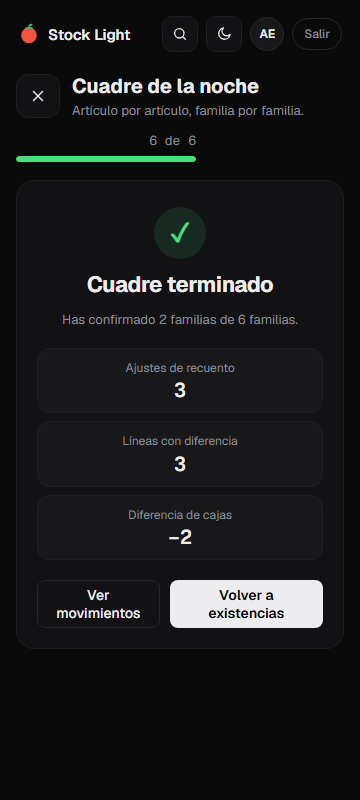 Stock Light
AE
Salir
Cuadre de la noche
Artículo por artículo, familia por familia.
6 de 6
Cuadre terminado
Has confirmado 2 familias de 6 familias.
Ajustes de recuento
3
Líneas con diferencia
3
Diferencia de cajas
−2
Ver
movimientos
Volver a
existencias